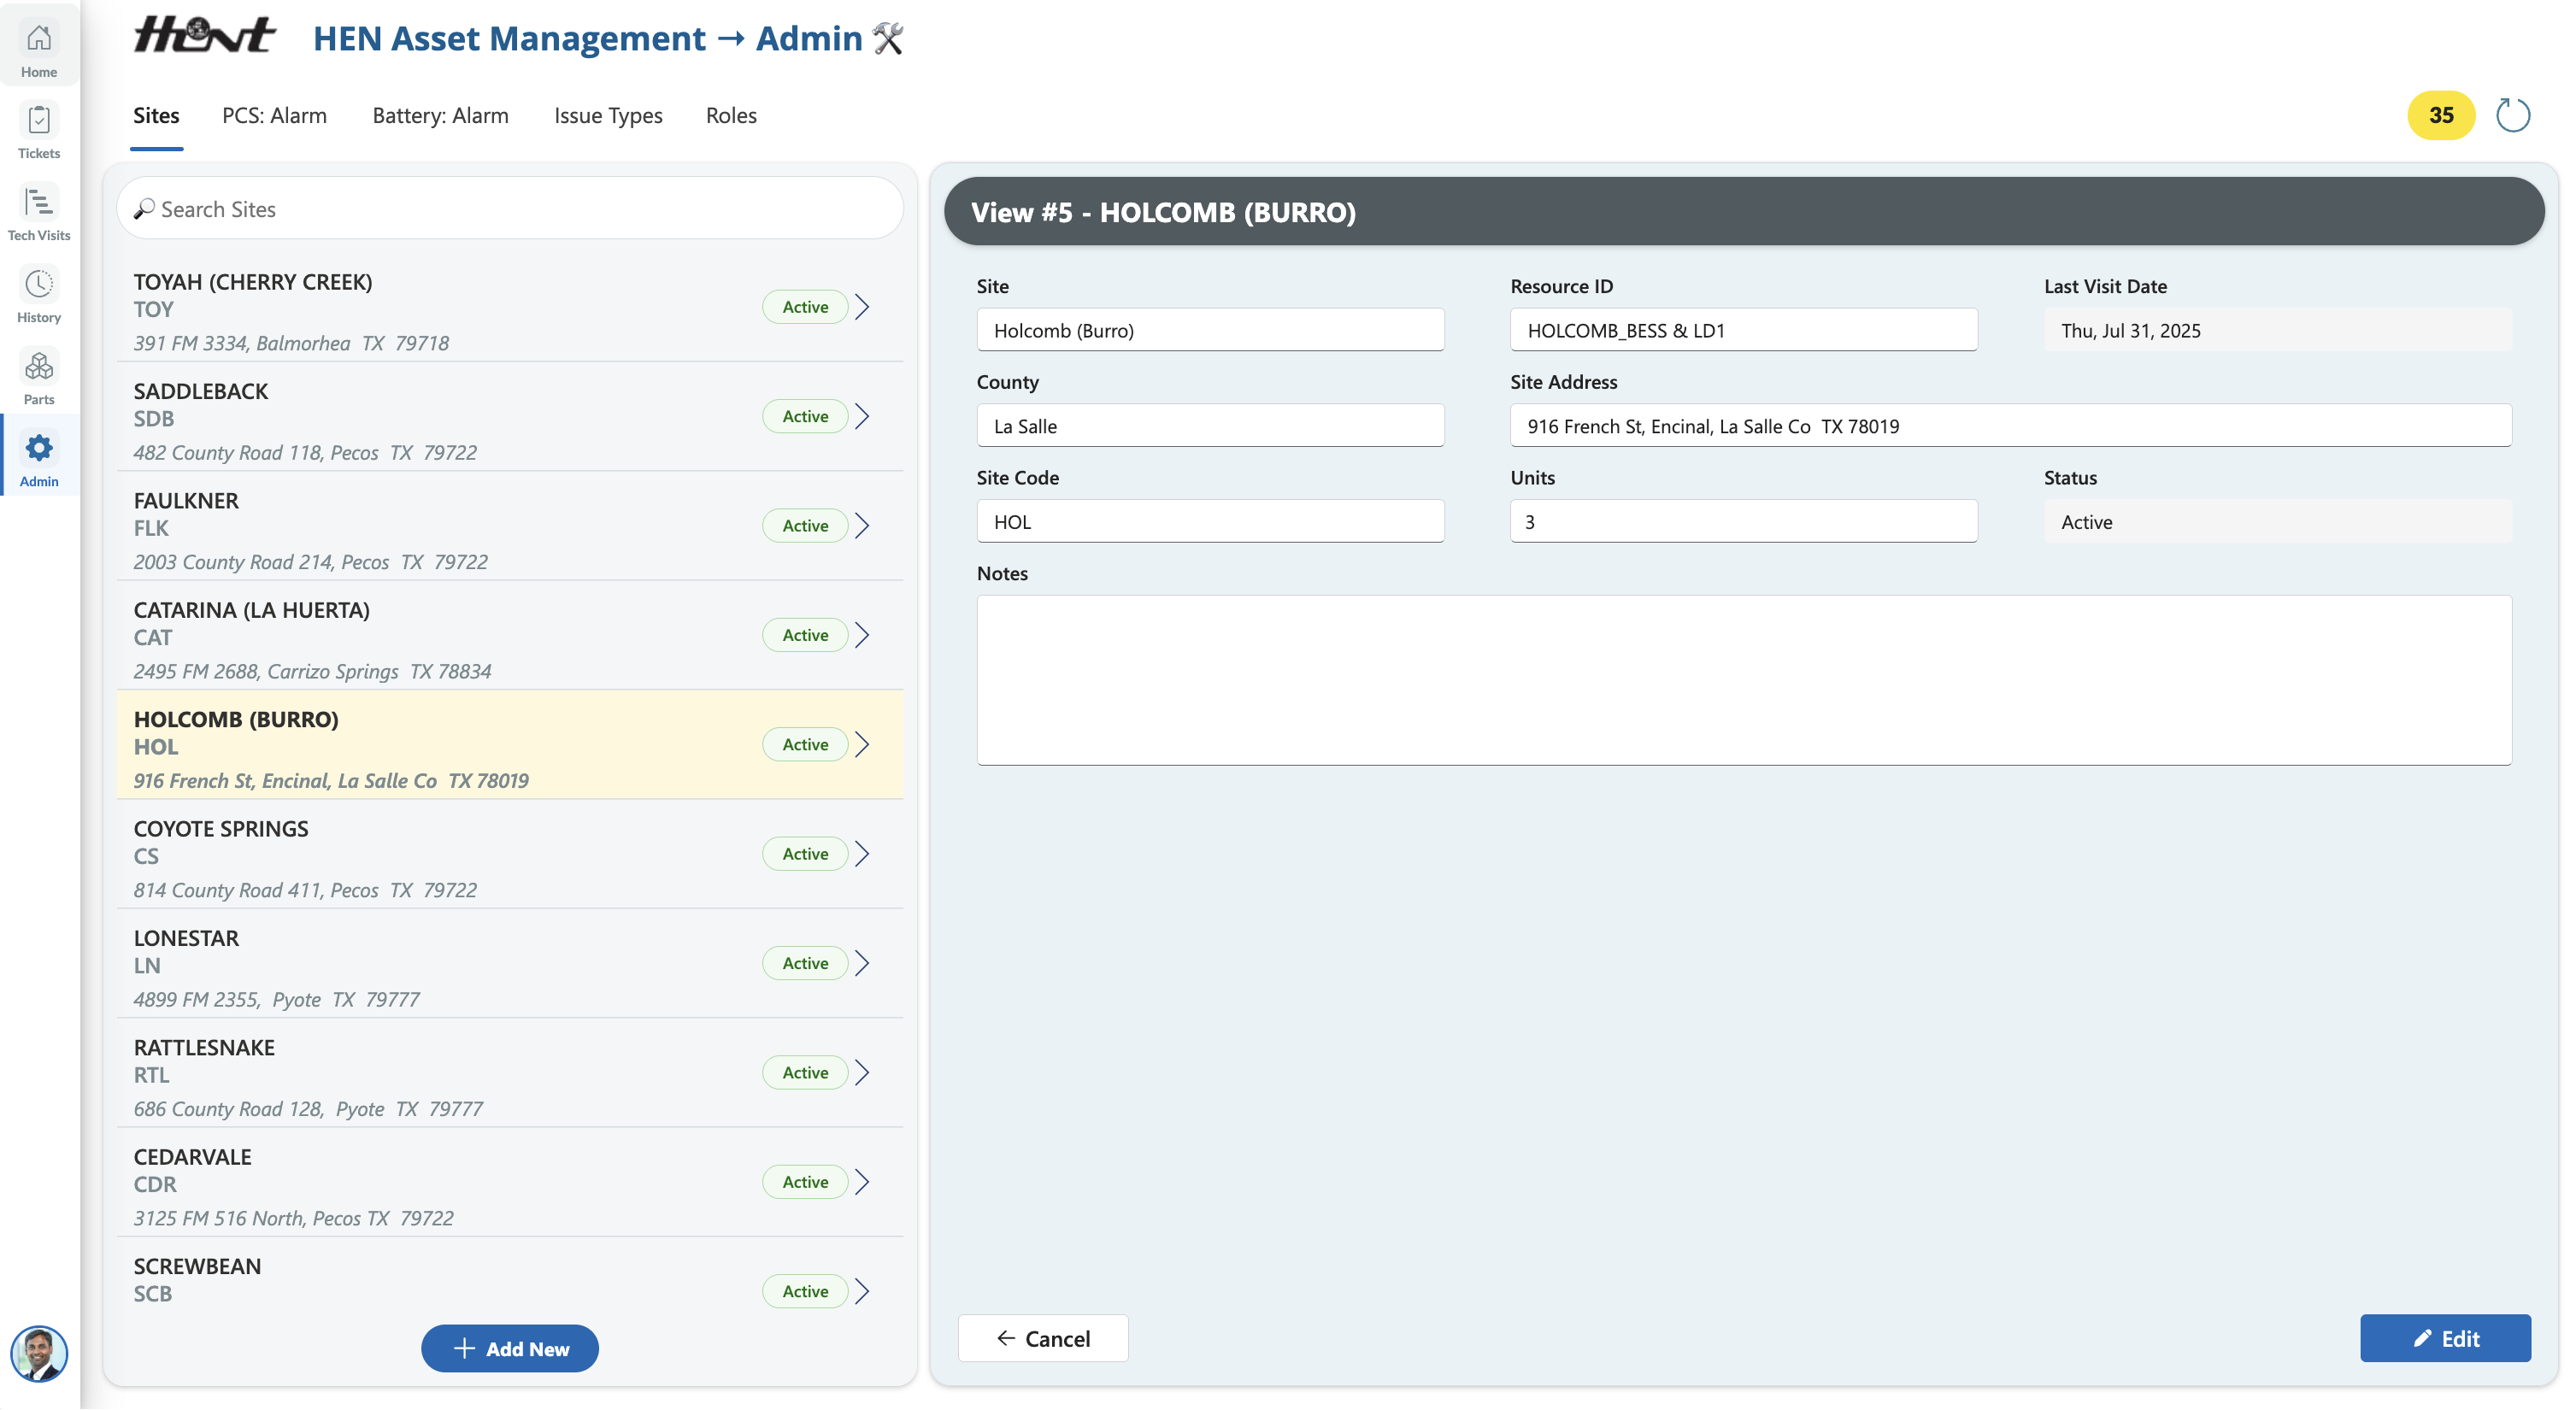 Home
Tickets
Tech Visits
History
Parts
Admin
Hunt
HEN Asset Management → Admin
Sites
PCS: Alarm
Battery: Alarm
Issue Types
Roles
35
Search Sites
TOYAH (CHERRY CREEK)
TOY
391 FM 3334, Balmorhea TX 79718
Active
SADDLEBACK
SDB
482 County Road 118, Pecos TX 79722
Active
FAULKNER
FLK
2003 County Road 214, Pecos TX 79722
Active
CATARINA (LA HUERTA)
CAT
2495 FM 2688, Carrizo Springs TX 78834
Active
HOLCOMB (BURRO)
HOL
916 French St, Encinal, La Salle Co TX 78019
Active
COYOTE SPRINGS
CS
814 County Road 411, Pecos TX 79722
Active
LONESTAR
LN
4899 FM 2355, Pyote TX 79777
Active
RATTLESNAKE
RTL
686 County Road 128, Pyote TX 79777
Active
CEDARVALE
CDR
3125 FM 516 North, Pecos TX 79722
Active
SCREWBEAN
SCB
Active
Add New
View #5 - HOLCOMB (BURRO)
Site
Holcomb (Burro)
Resource ID
HOLCOMB_BESS & LD1
Last Visit Date
Thu, Jul 31, 2025
County
La Salle
Site Address
916 French St, Encinal, La Salle Co TX 78019
Site Code
HOL
Units
3
Status
Active
Notes
Cancel
Edit